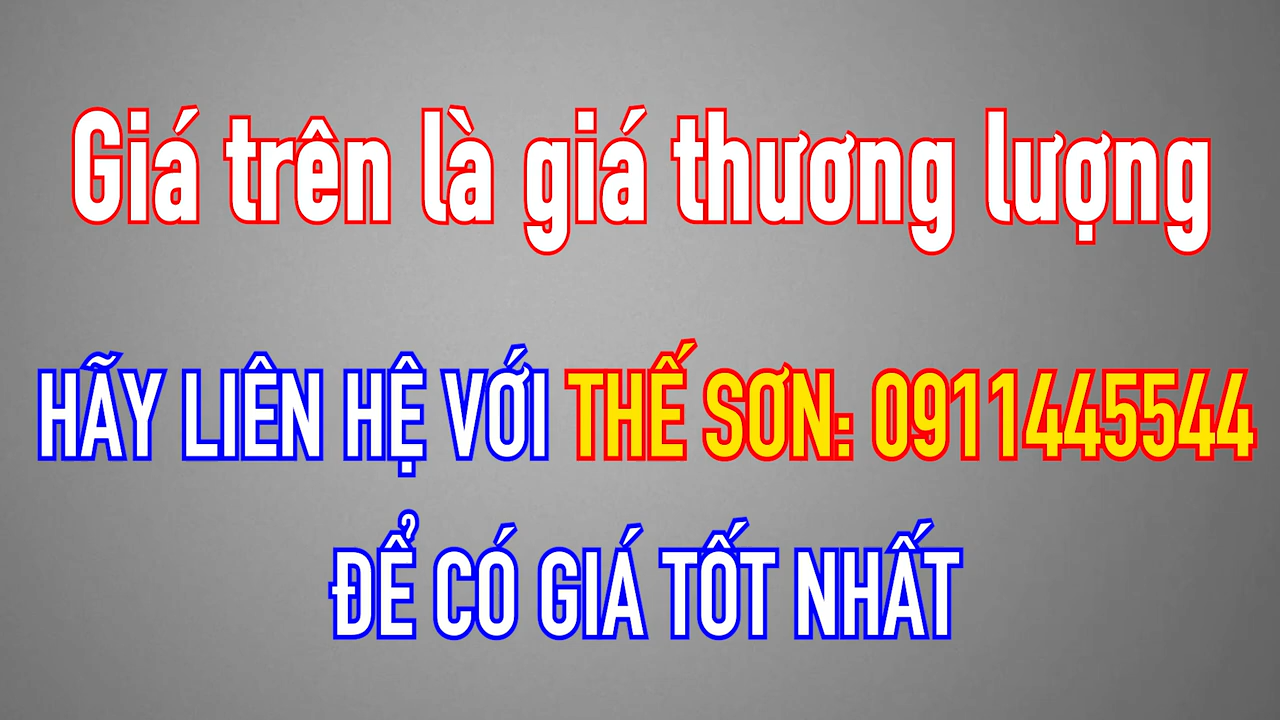 Giá trên là giá thương lượng
HÃY LIÊN HỆ VỚI THẾ SƠN: 0911445544
ĐỂ CÓ GIÁ TỐT NHẤT